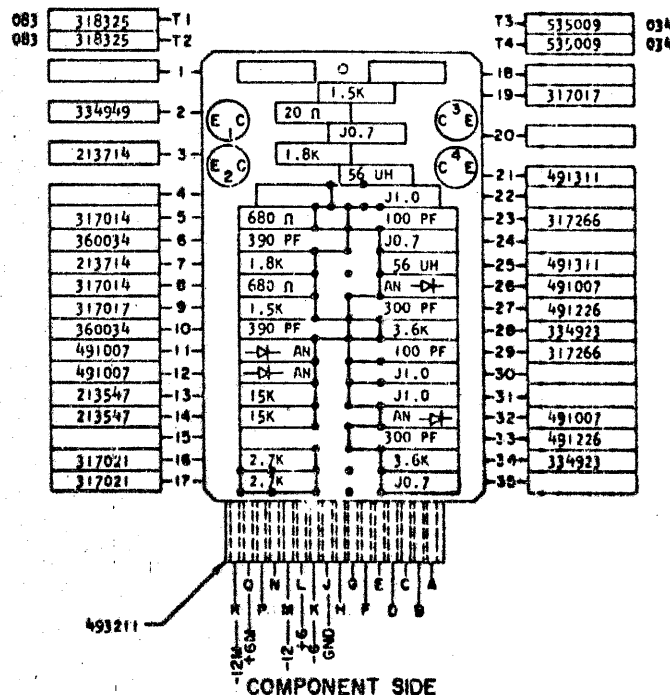 083 318325 T1 T3 535009 034
083 318325 T2 T4 535009 034
1 18
1.5K 19 317017
334949 2 E C 1 20 Ω C 3 E
J0.7 20
213714 3 E C 2 1.8K C 4 E
56 UH 21 491311
4 J1.0 22
317014 5 680 Ω 100 PF 23 317266
360034 6 390 PF J0.7 24
213714 7 1.8K 56 UH 25 491311
317014 8 680 Ω AN 26 491007
317017 9 1.5K 300 PF 27 491226
360034 10 390 PF 3.6K 28 334923
491007 11 AN 100 PF 29 317266
491007 12 AN J1.0 30
213547 13 15K J1.0 31
213547 14 15K AN 32 491007
15 300 PF 33 491226
317021 16 2.7K 3.6K 34 334923
317021 17 2.7K J0.7 35
R Q P N M L K J H G F E D C B A
493211
-12M +6M -12 +6 -6 GND
COMPONENT SIDE